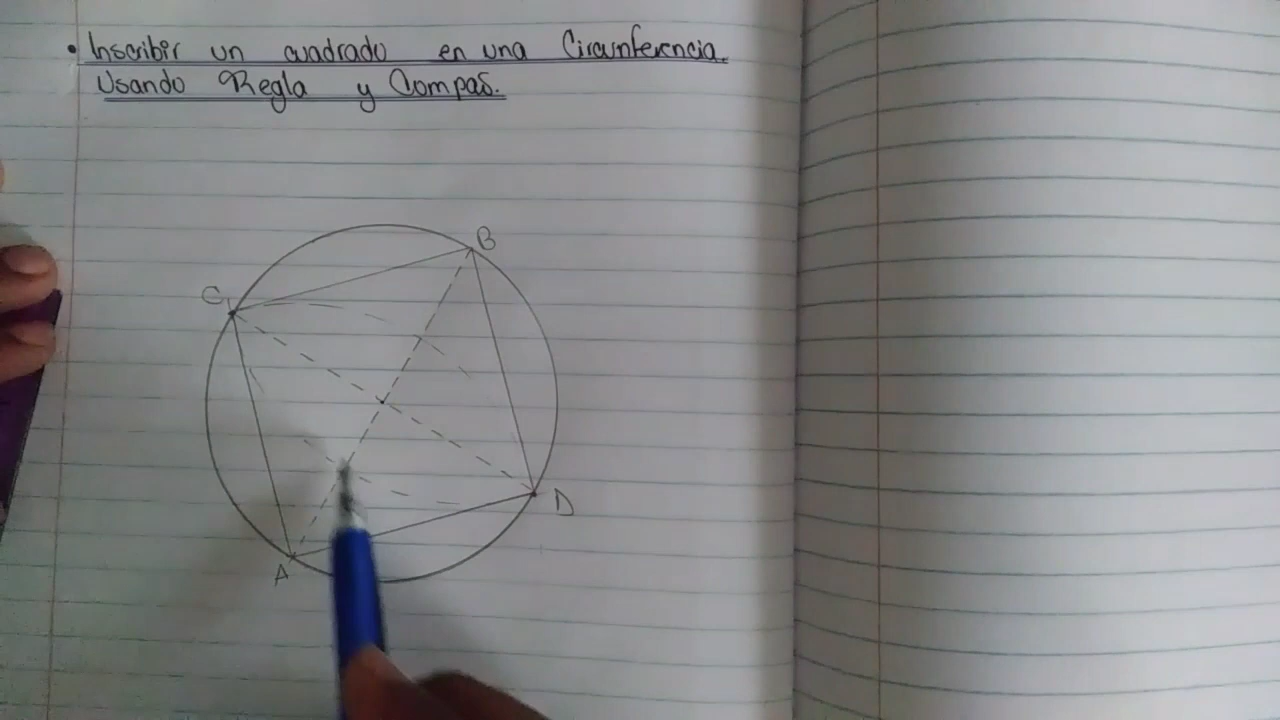 • Inscribir un cuadrado en una Circunferencia.
Usando Regla y Compas.
B
C
D
A